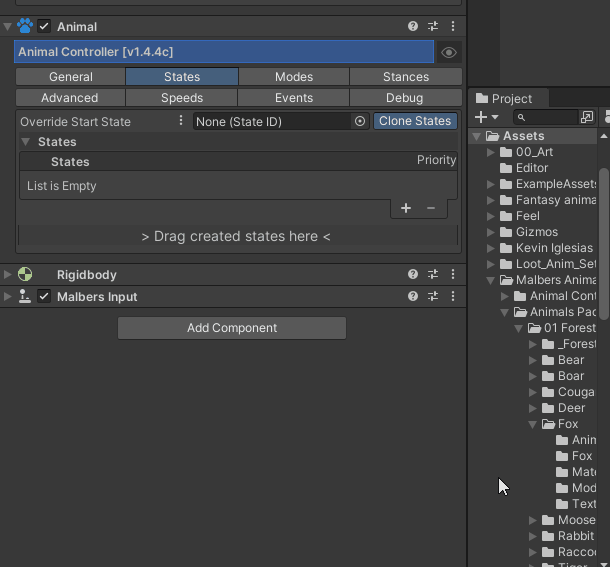 Animal
Animal Controller [v1.4.4c]
General States Modes Stances
Advanced Speeds Events Debug
Override Start State None (State ID) Clone States
States
States Priority
List is Empty
> Drag created states here <
Rigidbody
Malbers Input
Add Component
Project
Assets
00_Art
Editor
ExampleAssets
Fantasy anima
Feel
Gizmos
Kevin Iglesias
Loot_Anim_Set
Malbers Anima
Animal Cont
Animals Pac
01 Forest
_Forest
Bear
Boar
Couga
Deer
Fox
Anim
Fox
Mate
Mod
Text
Moose
Rabbit
Raccoo
Tiger